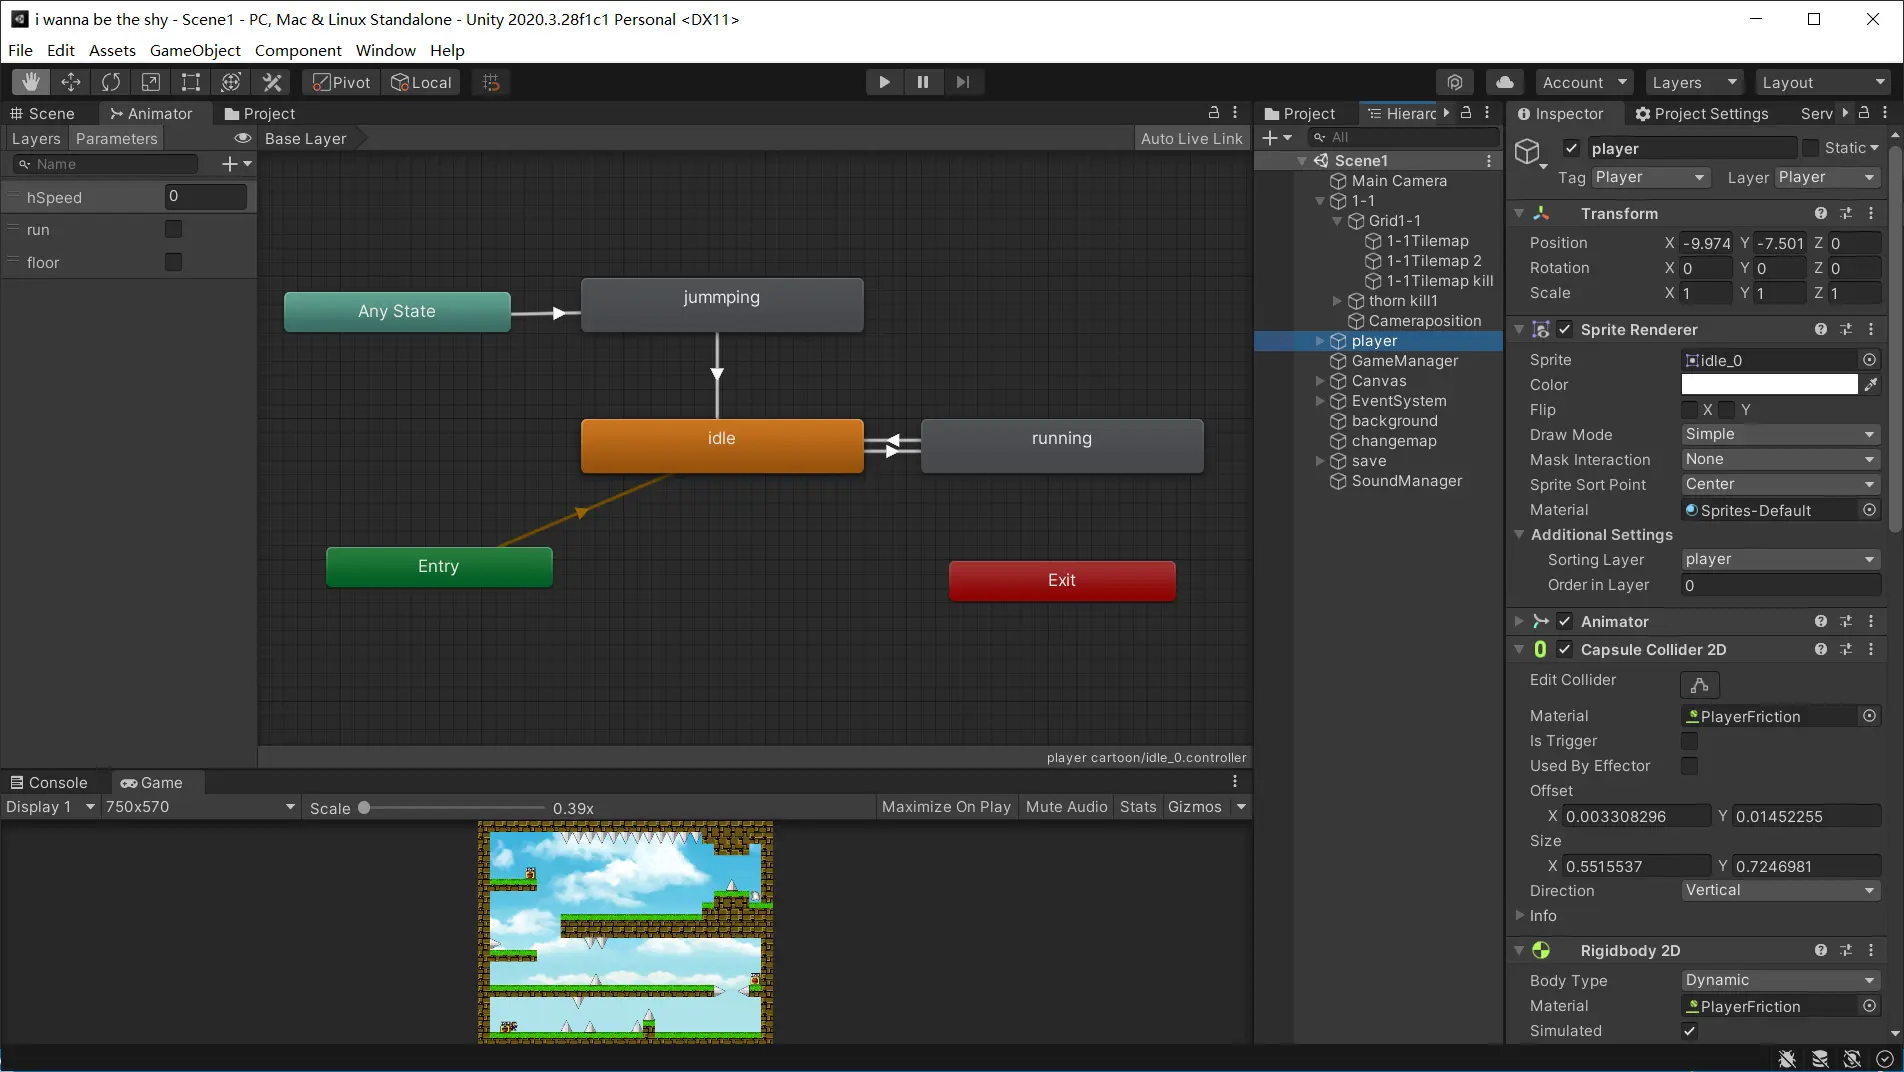 i wanna be the shy - Scene1 - PC, Mac & Linux Standalone - Unity 2020.3.28f1c1 Personal <DX11>
File Edit Assets GameObject Component Window Help
Pivot Local Account Layers Layout
Scene Animator Project
Layers Parameters Base Layer Auto Live Link
Name
hSpeed 0
run
floor
Any State
jummping
idle
running
Entry
Exit
player cartoon/idle_0.controller
Console Game
Display 1 750x570 Scale 0.39x Maximize On Play Mute Audio Stats Gizmos
Project Hierarc
All
Scene1
Main Camera
1-1
Grid1-1
1-1Tilemap
1-1Tilemap 2
1-1Tilemap kill
thorn kill1
Cameraposition
player
GameManager
Canvas
EventSystem
background
changemap
save
SoundManager
Inspector Project Settings Serv
player Static
Tag Player Layer Player
Transform
Position X -9.974 Y -7.501 Z 0
Rotation X 0 Y 0 Z 0
Scale X 1 Y 1 Z 1
Sprite Renderer
Sprite idle_0
Color
Flip X Y
Draw Mode Simple
Mask Interaction None
Sprite Sort Point Center
Material Sprites-Default
Additional Settings
Sorting Layer player
Order in Layer 0
Animator
Capsule Collider 2D
Edit Collider
Material PlayerFriction
Is Trigger
Used By Effector
Offset
X 0.003308296 Y 0.01452255
Size
X 0.5515537 Y 0.7246981
Direction Vertical
Info
Rigidbody 2D
Body Type Dynamic
Material PlayerFriction
Simulated